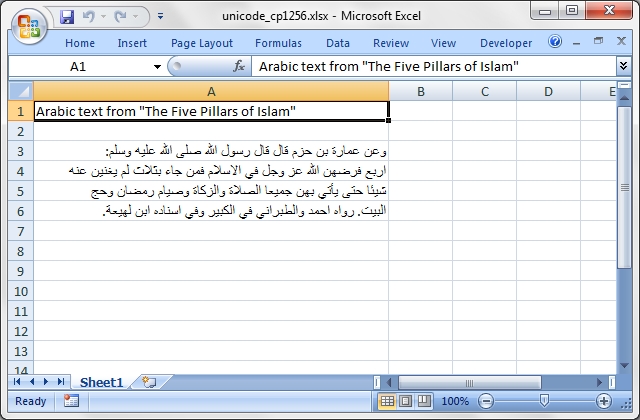 unicode_cp1256.xlsx - Microsoft Excel
Home Insert Page Layout Formulas Data Review View Developer
A1 fx Arabic text from "The Five Pillars of Islam"
A B C D E
1 Arabic text from "The Five Pillars of Islam"
2
3 وعن عمارة بن حزم قال قال رسول الله صلى الله عليه وسلم:
4 اربع فرضهن الله عز وجل في الاسلام فمن جاء بثلاث لم يغنين عنه
5 شيئا حتى يأتي بهن جميعا الصلاة والزكاة وصيام رمضان وحج
6 البيت. رواه احمد والطبراني في الكبير وفي اسناده ابن لهيعة.
7
8
9
10
11
12
13
14
Sheet1
Ready 100%